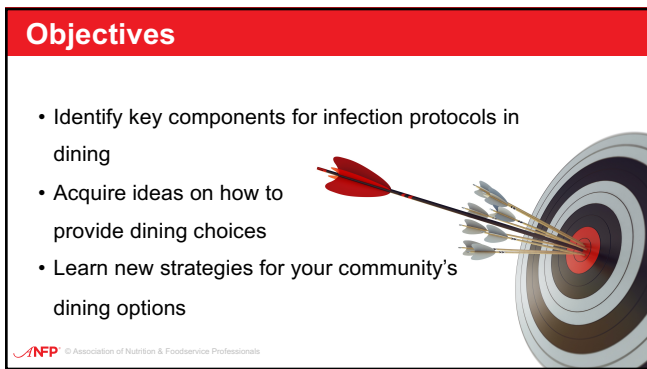 Objectives
• Identify key components for infection protocols in
dining
• Acquire ideas on how to
provide dining choices
• Learn new strategies for your community's
dining options
ANFP® © Association of Nutrition & Foodservice Professionals